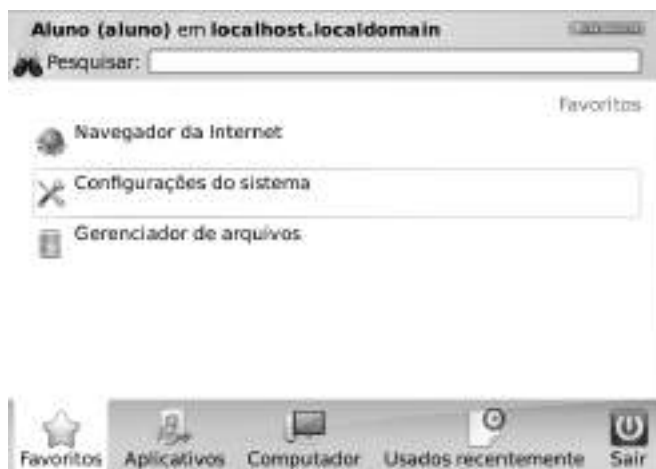 Aluno (aluno) em localhost.localdomain
Pesquisar:
Favoritos
Navegador da Internet
Configurações do sistema
Gerenciador de arquivos
Favoritos Aplicativos Computador Usados recentemente Sair